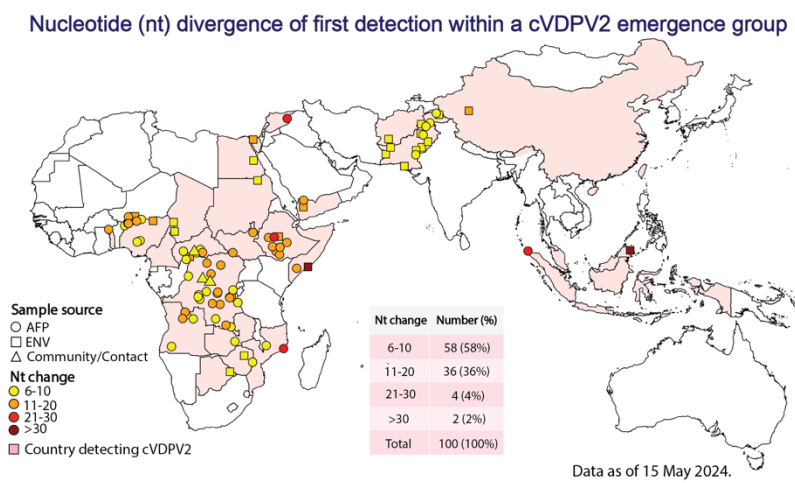 Nucleotide (nt) divergence of first detection within a cVDPV2 emergence group
Sample source
AFP
ENV
Community/Contact
Nt change
6-10
11-20
21-30
>30
Country detecting cVDPV2
Nt change Number (%)
6-10 58 (58%)
11-20 36 (36%)
21-30 4 (4%)
>30 2 (2%)
Total 100 (100%)
Data as of 15 May 2024.